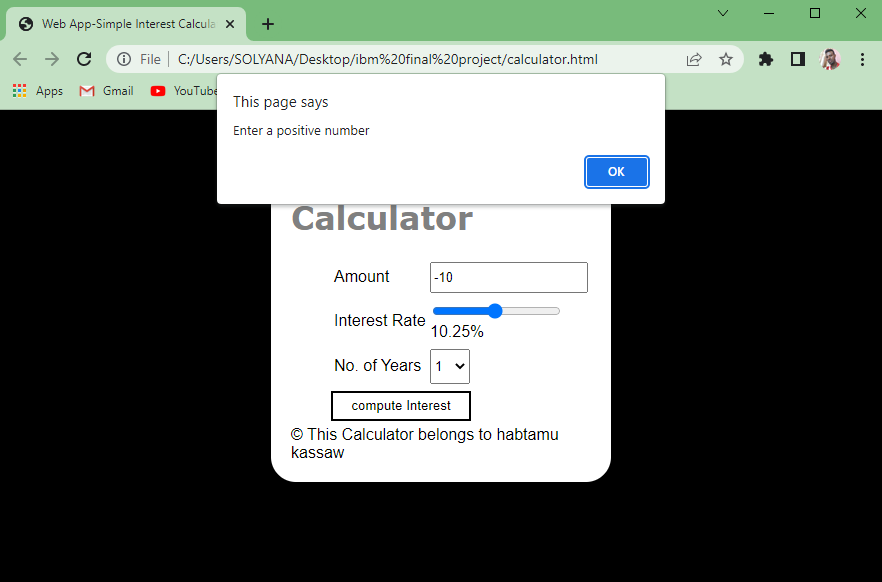 Web App-Simple Interest Calcula
File
C:/Users/SOLYANA/Desktop/ibm%20final%20project/calculator.html
Apps
Gmail
YouTube
This page says
Enter a positive number
OK
Calculator
Amount
-10
Interest Rate
10.25%
No. of Years
1
compute Interest
© This Calculator belongs to habtamu
kassaw